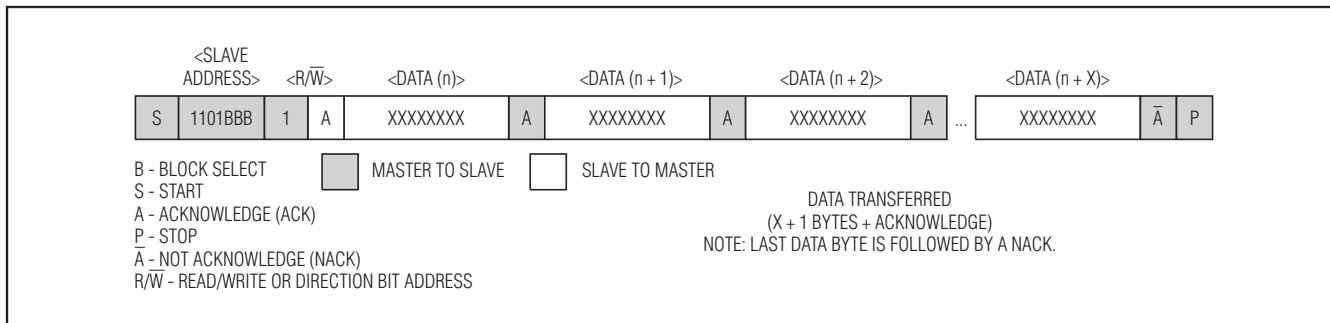 <SLAVE
ADDRESS> <R/W̅> <DATA (n)> <DATA (n + 1)> <DATA (n + 2)> <DATA (n + X)>
S 1101BBB 1 A XXXXXXXX A XXXXXXXX A XXXXXXXX A ... XXXXXXXX A̅ P
B - BLOCK SELECT
S - START
A - ACKNOWLEDGE (ACK)
P - STOP
A̅ - NOT ACKNOWLEDGE (NACK)
R/W̅ - READ/WRITE OR DIRECTION BIT ADDRESS
MASTER TO SLAVE
SLAVE TO MASTER
DATA TRANSFERRED
(X + 1 BYTES + ACKNOWLEDGE)
NOTE: LAST DATA BYTE IS FOLLOWED BY A NACK.